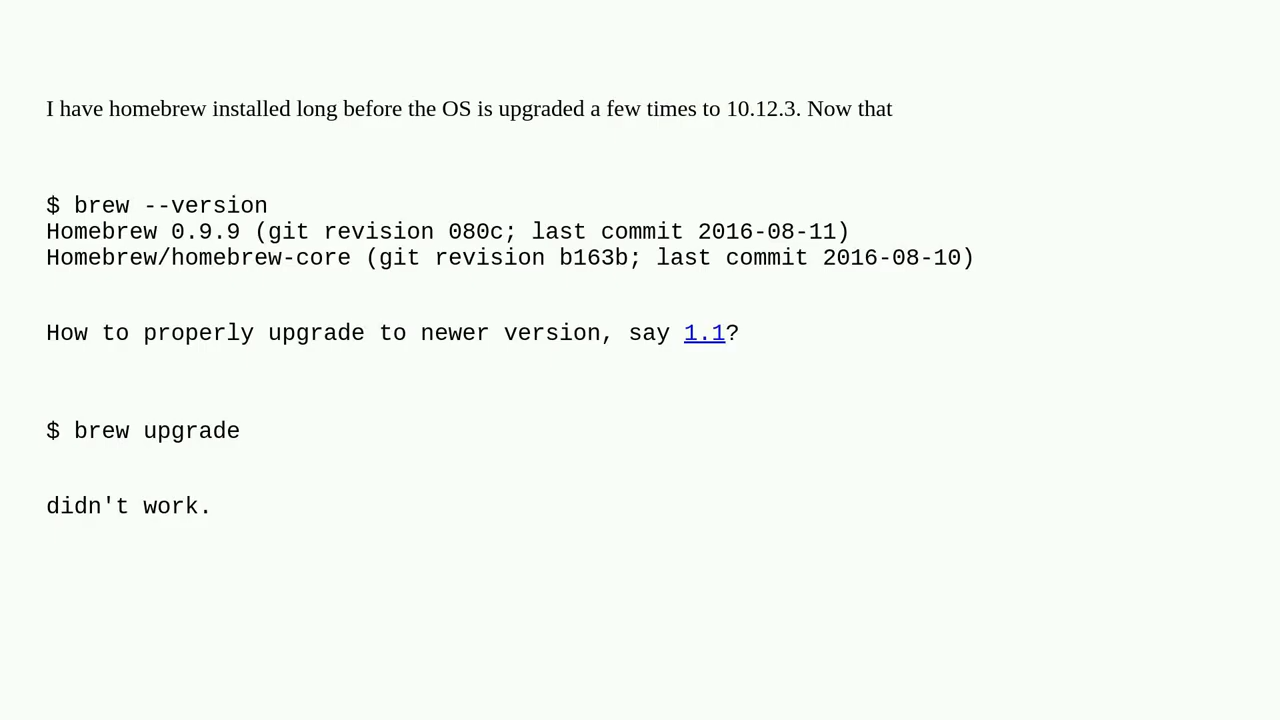 I have homebrew installed long before the OS is upgraded a few times to 10.12.3. Now that
$ brew --version
Homebrew 0.9.9 (git revision 080c; last commit 2016-08-11)
Homebrew/homebrew-core (git revision b163b; last commit 2016-08-10)
How to properly upgrade to newer version, say 1.1?
$ brew upgrade
didn't work.